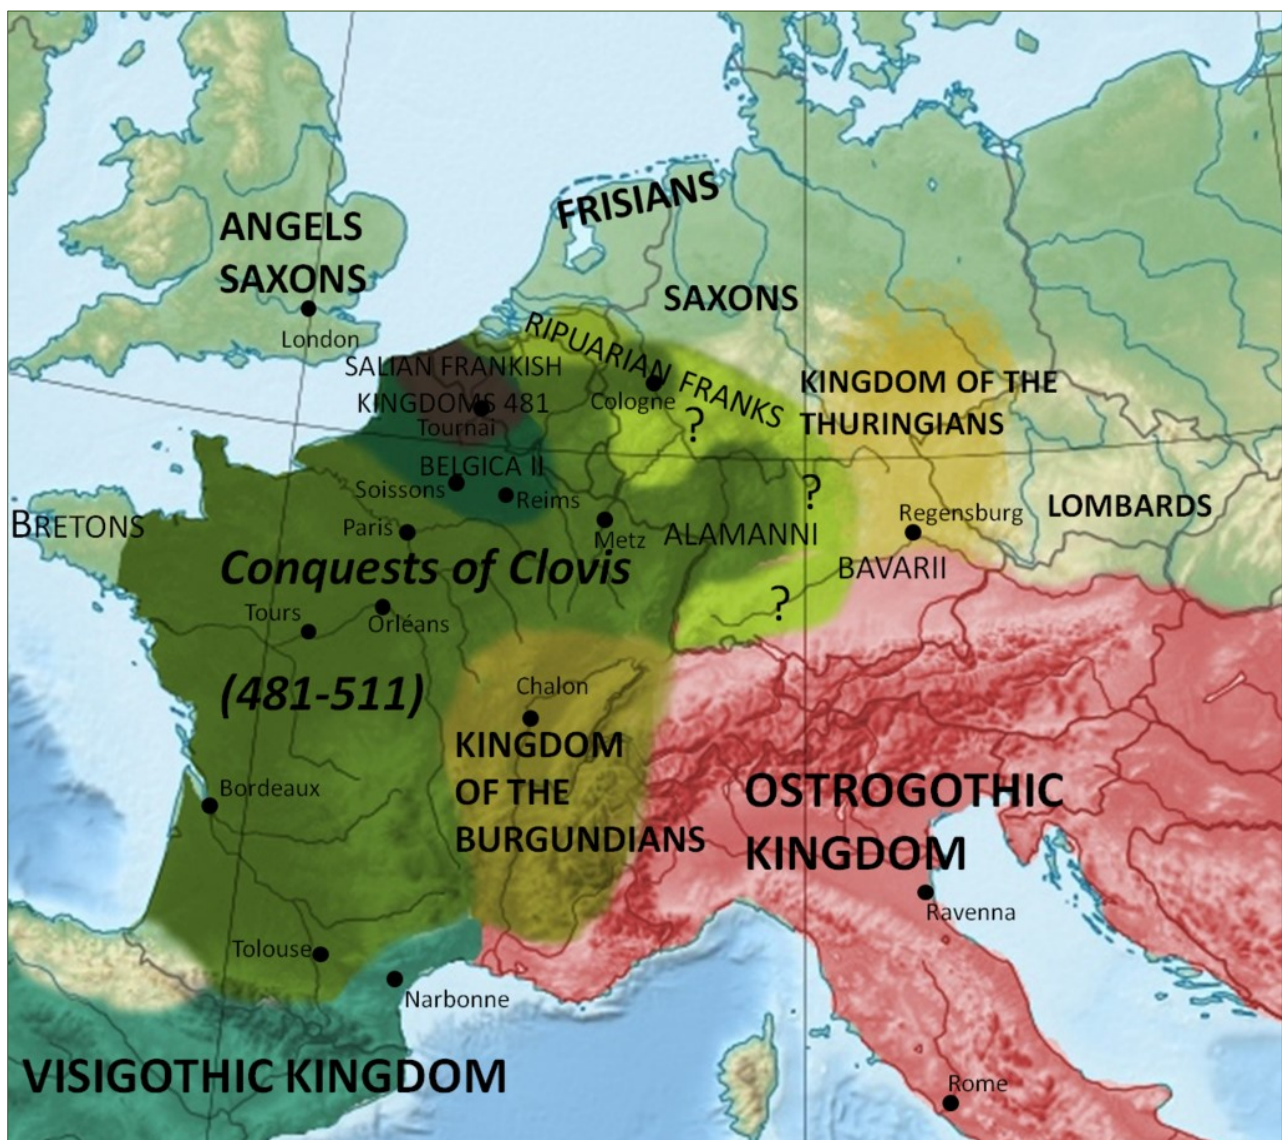 FRISIANS
ANGELS
SAXONS
SAXONS
London
RIPUARIAN FRANKS
SALIAN FRANKISH
KINGDOMS 481
Tournai
Cologne
?
KINGDOM OF THE
THURINGIANS
BELGICA II
Soissons
Reims
?
BRETONS
Paris
Metz
ALAMANNI
Regensburg
LOMBARDS
BAVARII
Conquests of Clovis
Tours
Orléans
?
(481-511)
Chalon
KINGDOM
OF THE
BURGUNDIANS
Bordeaux
OSTROGOTHIC
KINGDOM
Ravenna
Tolouse
Narbonne
VISIGOTHIC KINGDOM
Rome